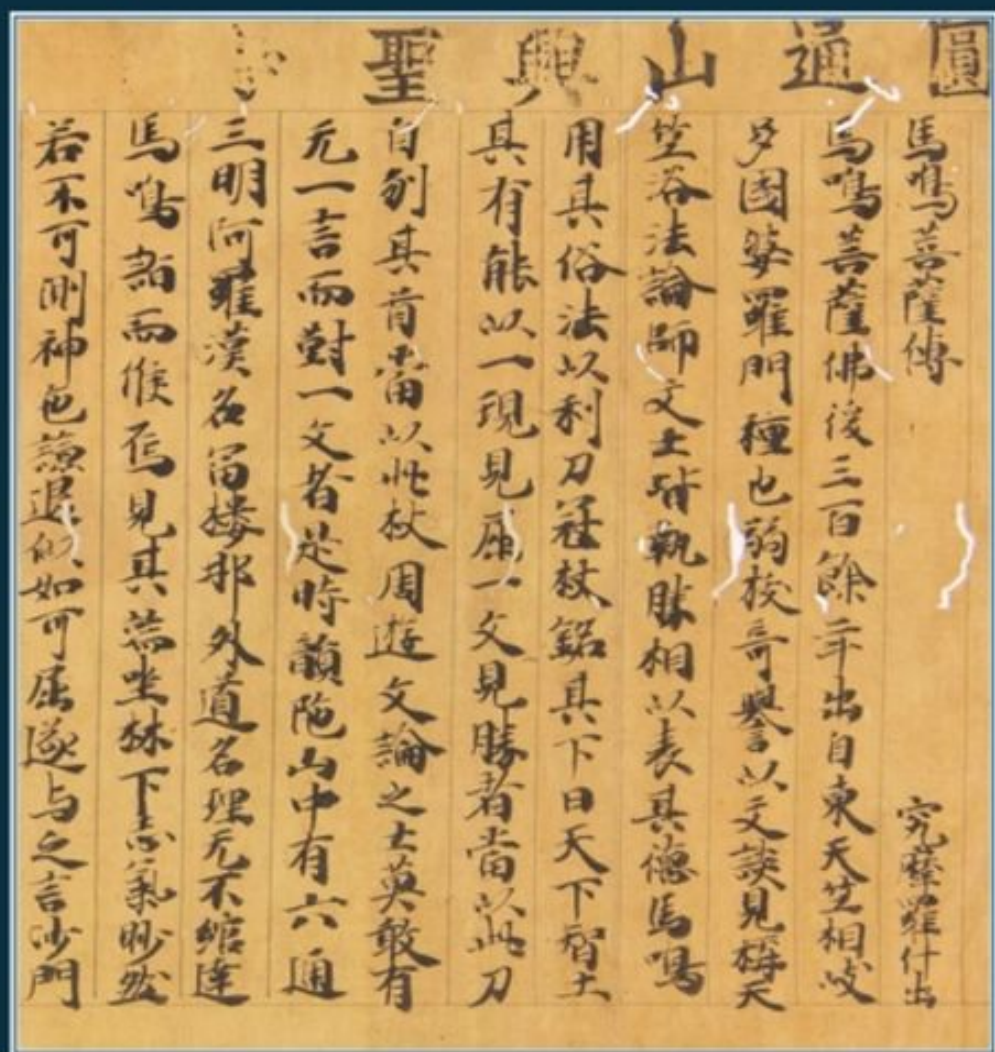 圓通山興聖
馬鳴菩薩傳 究摩羅什出
馬鳴菩薩佛後三百餘年出自東天竺相岐
多國婆羅門種也弱挍奇譽以文談見稱天
竺俗法論師文士皆執勝相以表其德馬鳴
用其俗法以利刀冠杖銘其下曰天下智士
其有能以一現見屈一文見勝者當以此刀
自刎其首常以此杖周遊文論之士莫敢有
无一言而對一文者是時韻陁山中有六通
三明阿羅漢名富樓那外道名理无不綰達
馬鳴詣而候焉見其端坐林下志氣眇然
若不可測神色謙退似如可屈遂与之言沙門